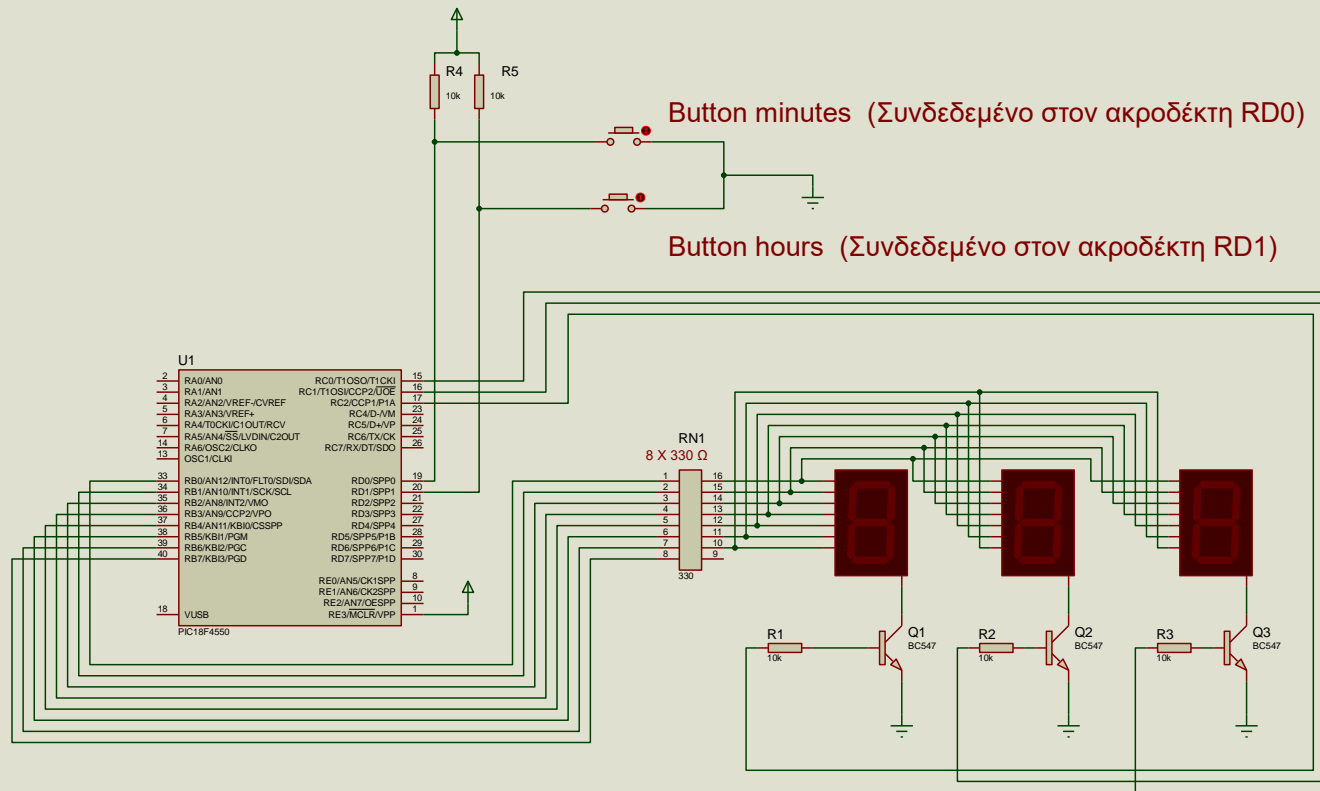 R4
10k
R5
10k
Button minutes (Συνδεδεμένο στον ακροδέκτη RD0)
Button hours (Συνδεδεμένο στον ακροδέκτη RD1)
U1
2 RA0/AN0
3 RA1/AN1
4 RA2/AN2/VREF-/CVREF
5 RA3/AN3/VREF+
6 RA4/T0CKI/C1OUT/RCV
7 RA5/AN4/SS/LVDIN/C2OUT
14 RA6/OSC2/CLKO
13 OSC1/CLKI
33 RB0/AN12/INT0/FLT0/SDI/SDA
34 RB1/AN10/INT1/SCK/SCL
35 RB2/AN8/INT2/VMO
36 RB3/AN9/CCP2/VPO
37 RB4/AN11/KBI0/CSSPP
38 RB5/KBI1/PGM
39 RB6/KBI2/PGC
40 RB7/KBI3/PGD
18 VUSB
RC0/T1OSO/T1CKI 15
RC1/T1OSI/CCP2/UOE 16
RC2/CCP1/P1A 17
RC4/D-/VM 23
RC5/D+/VP 24
RC6/TX/CK 25
RC7/RX/DT/SDO 26
RD0/SPP0 19
RD1/SPP1 20
RD2/SPP2 21
RD3/SPP3 22
RD4/SPP4 27
RD5/SPP5/P1B 28
RD6/SPP6/P1C 29
RD7/SPP7/P1D 30
RE0/AN5/CK1SPP 8
RE1/AN6/CK2SPP 9
RE2/AN7/OESPP 10
RE3/MCLR/VPP 1
PIC18F4550
RN1
8 X 330 Ω
1 16
2 15
3 14
4 13
5 12
6 11
7 10
8 9
330
R1
10k
Q1
BC547
R2
10k
Q2
BC547
R3
10k
Q3
BC547